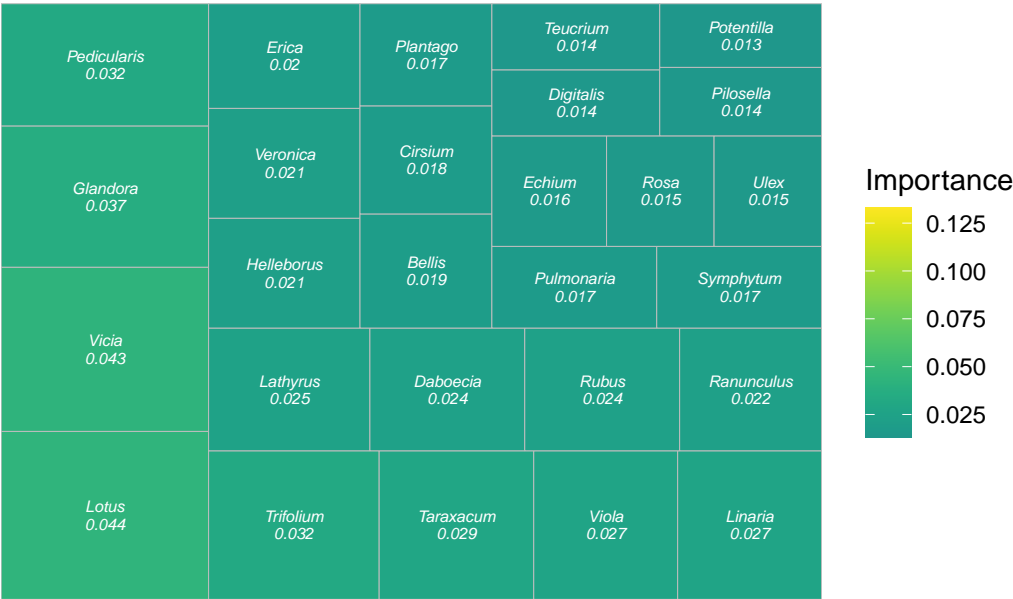 Pedicularis
0.032
Glandora
0.037
Vicia
0.043
Lotus
0.044
Erica
0.02
Veronica
0.021
Helleborus
0.021
Plantago
0.017
Cirsium
0.018
Bellis
0.019
Teucrium
0.014
Potentilla
0.013
Digitalis
0.014
Pilosella
0.014
Echium
0.016
Rosa
0.015
Ulex
0.015
Pulmonaria
0.017
Symphytum
0.017
Lathyrus
0.025
Daboecia
0.024
Rubus
0.024
Ranunculus
0.022
Trifolium
0.032
Taraxacum
0.029
Viola
0.027
Linaria
0.027
Importance
0.125
0.100
0.075
0.050
0.025